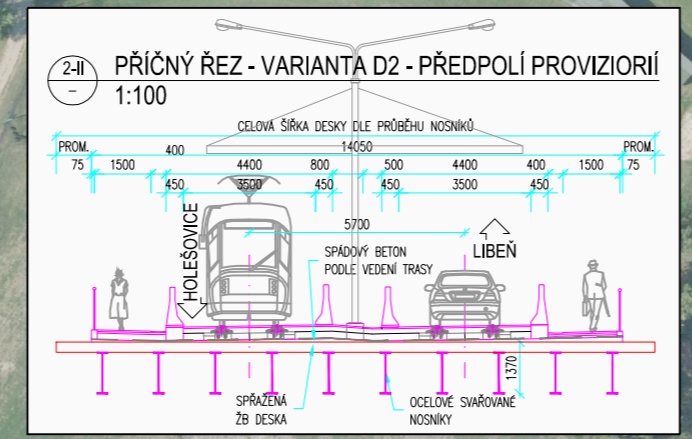 2-II
-
PŘÍČNÝ ŘEZ - VARIANTA D2 - PŘEDPOLÍ PROVIZORIÍ
1:100
CELOVÁ ŠÍŘKA DESKY DLE PRŮBĚHU NOSNÍKŮ
PROM. 400 14050 PROM.
75 1500 4400 800 500 4400 400 1500 75
450 3500 450 450 3500 450
5700
HOLEŠOVICE
LIBEŇ
SPÁDOVÝ BETON
PODLE VEDENÍ TRASY
1370
SPŘAŽENÁ
ŽB DESKA
OCELOVÉ SVAŘOVANÉ
NOSNÍKY